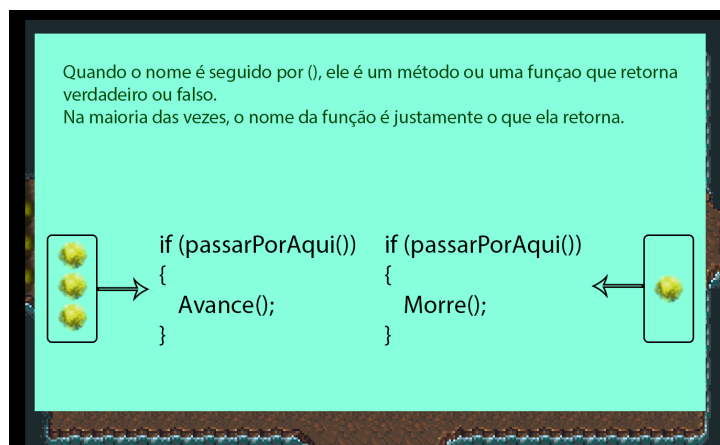 Quando o nome é seguido por (), ele é um método ou uma funçao que retorna
verdadeiro ou falso.
Na maioria das vezes, o nome da função é justamente o que ela retorna.
if (passarPorAqui())
{
Avance();
}
if (passarPorAqui())
{
Morre();
}